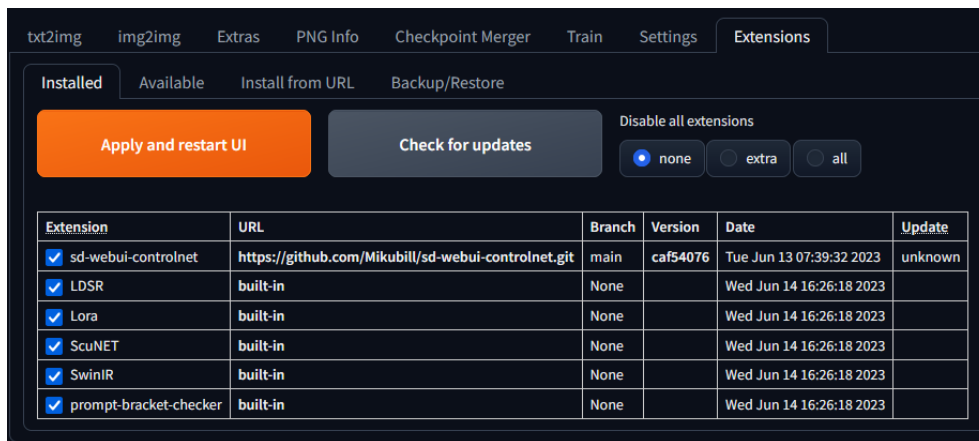 txt2img img2img Extras PNG Info Checkpoint Merger Train Settings Extensions
Installed Available Install from URL Backup/Restore
Disable all extensions
Apply and restart UI Check for updates none extra all
Extension URL Branch Version Date Update
sd-webui-controlnet https://github.com/Mikubill/sd-webui-controlnet.git main caf54076 Tue Jun 13 07:39:32 2023 unknown
LDSR built-in None Wed Jun 14 16:26:18 2023
Lora built-in None Wed Jun 14 16:26:18 2023
ScuNET built-in None Wed Jun 14 16:26:18 2023
SwinIR built-in None Wed Jun 14 16:26:18 2023
prompt-bracket-checker built-in None Wed Jun 14 16:26:18 2023